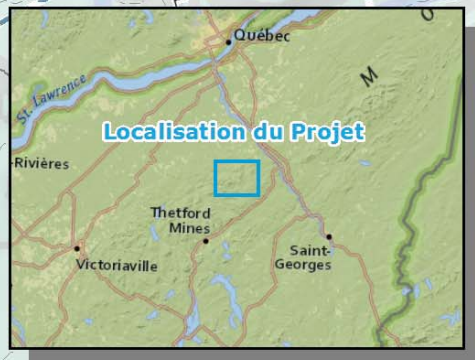 Québec
M
O
St. Lawrence
Localisation du Projet
-Rivières
Thetford
Mines
Saint-
Georges
Victoriaville